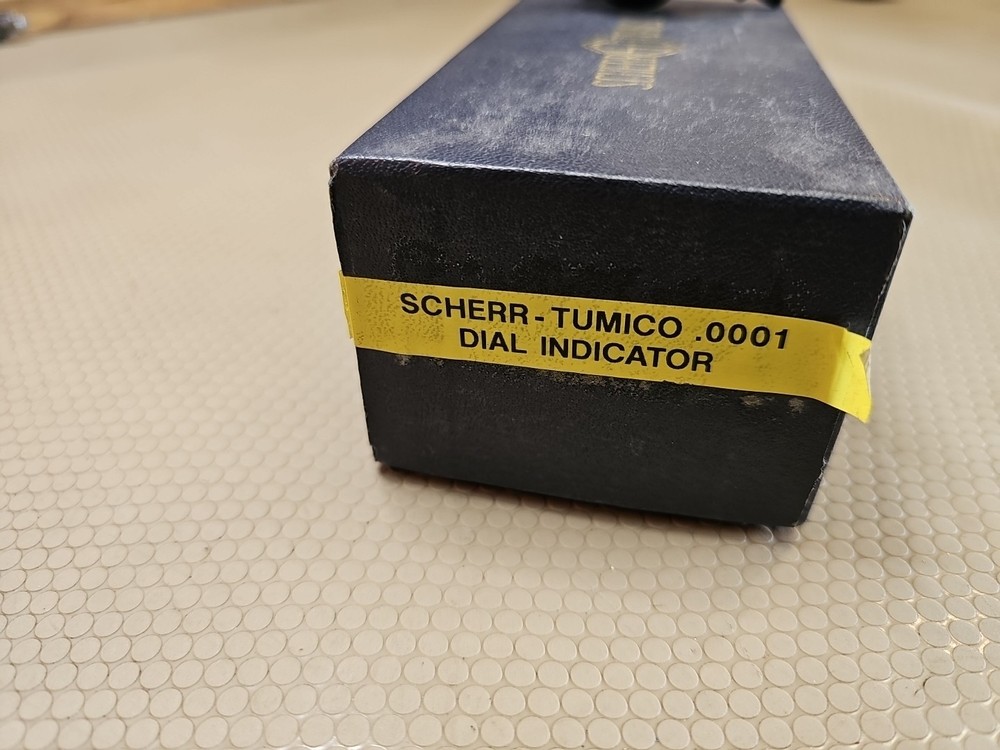 SCHERR-TUMICO .0001
DIAL INDICATOR